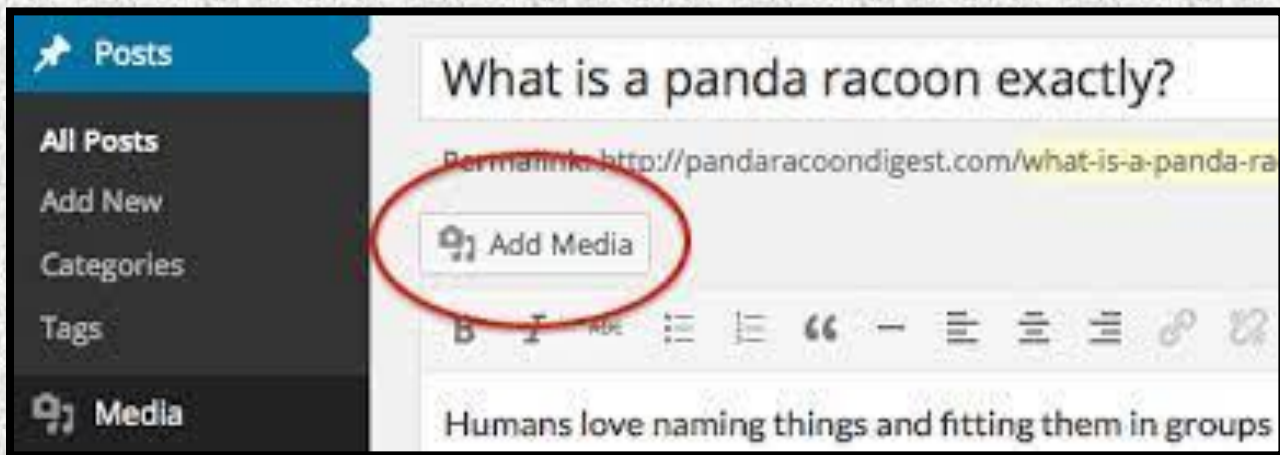 Posts
All Posts
Add New
Categories
Tags
Media
What is a panda racoon exactly?
Permalink: http://pandaracoondigest.com/what-is-a-panda-ra
Add Media
B I ABC
Humans love naming things and fitting them in groups